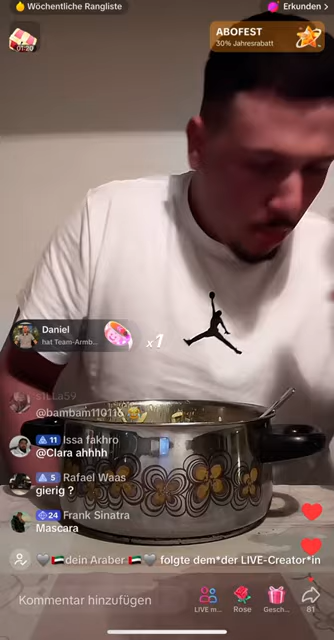 Wöchentliche Rangliste
Erkunden >
01:20
ABOFEST
30% Jahresrabatt
Daniel
hat Team-Armb...
x1
s1LLa59
@bambam110116
11 Issa fakhro
@Clara ahhhh
5 Rafael Waas
gierig ?
24 Frank Sinatra
Mascara
🩶🇦🇪dein Araber 🇦🇪🩶 folgte dem*der LIVE-Creator*in
Kommentar hinzufügen
LIVE m...
Rose
Gesch...
81